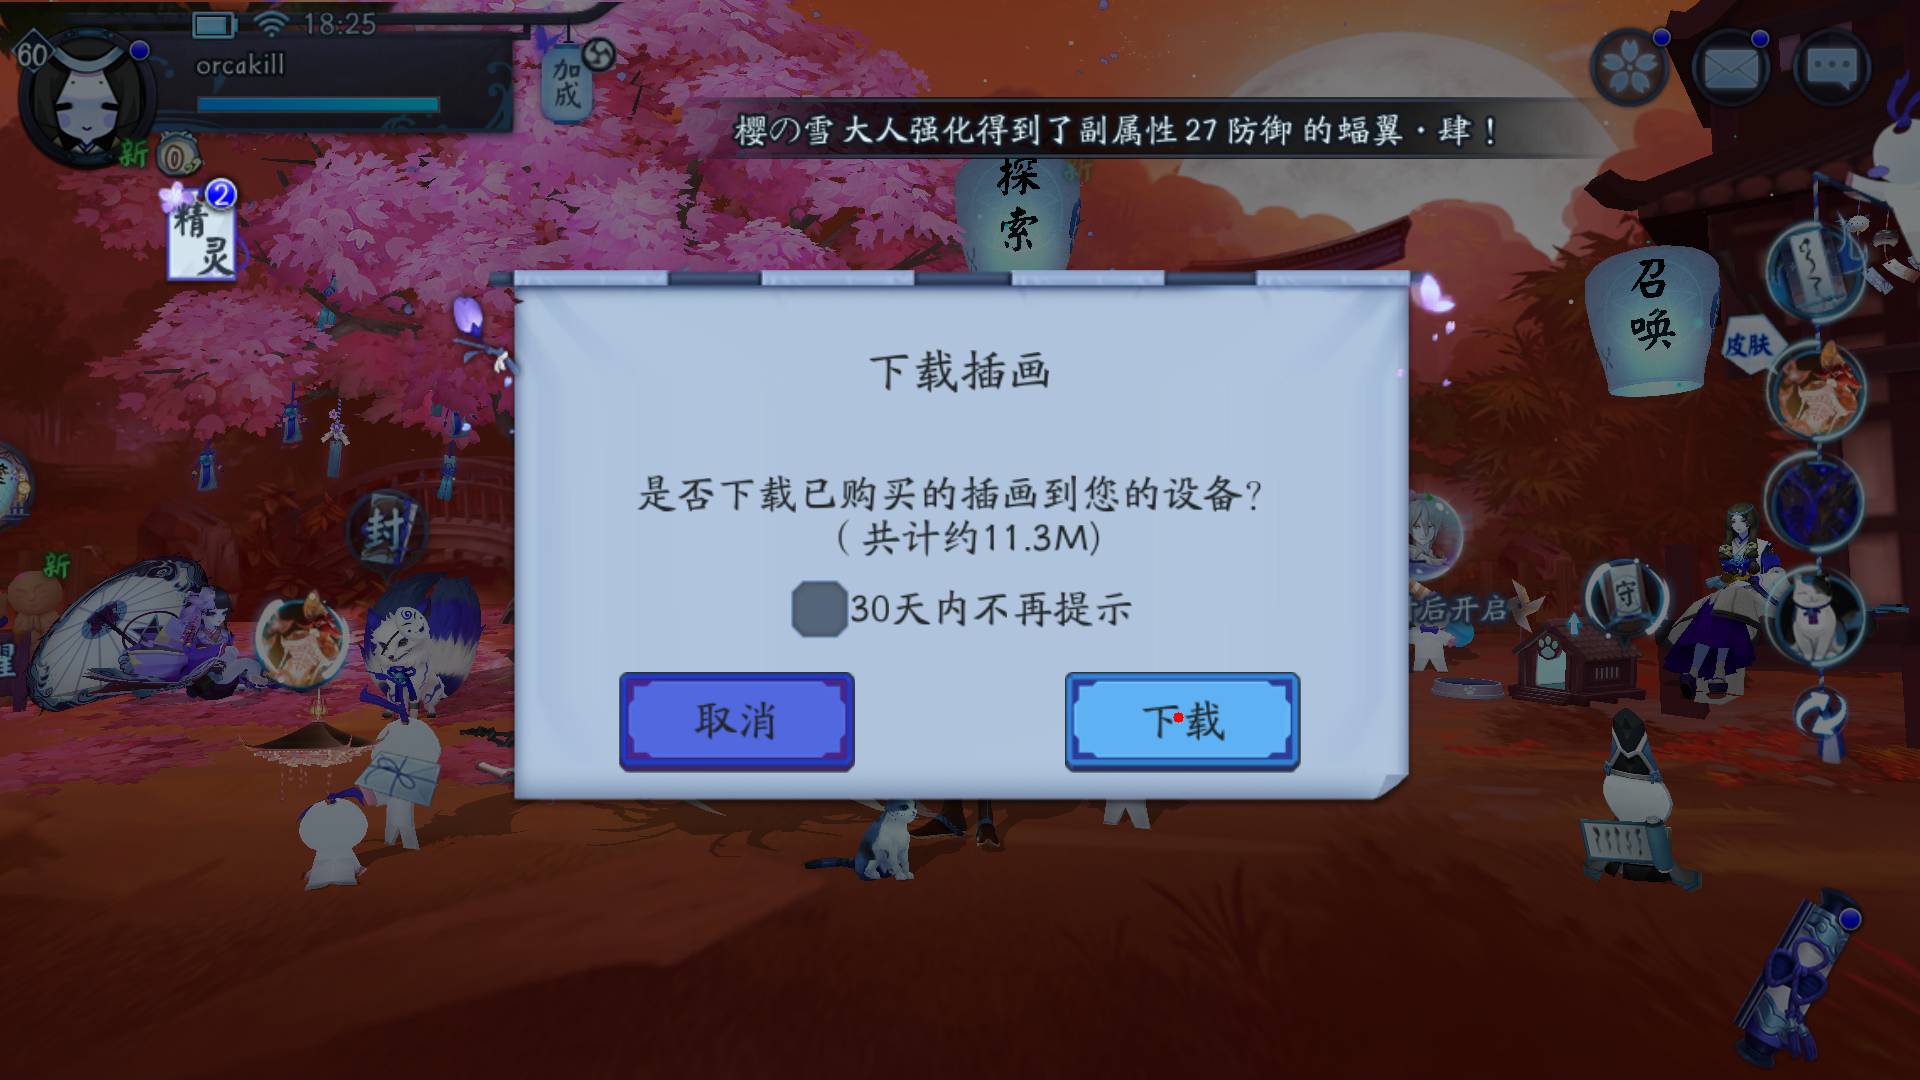 60
18:25
orcakill
加成
新
0
精灵
2
樱の雪 大人强化得到了副属性 27 防御 的蝠翼·肆！
探索
新
召唤
皮肤
下载插画
是否下载已购买的插画到您的设备？
（共计约11.3M）
30天内不再提示
取消
下载
封
新
后开启
守